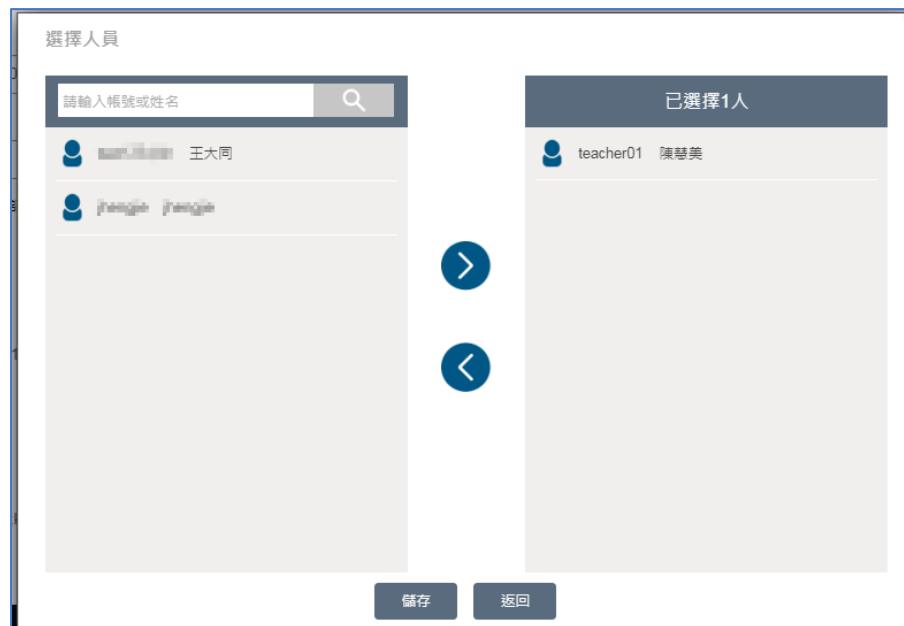 選擇人員
請輸入帳號或姓名
王大同
已選擇1人
teacher01 陳慧美
儲存
返回